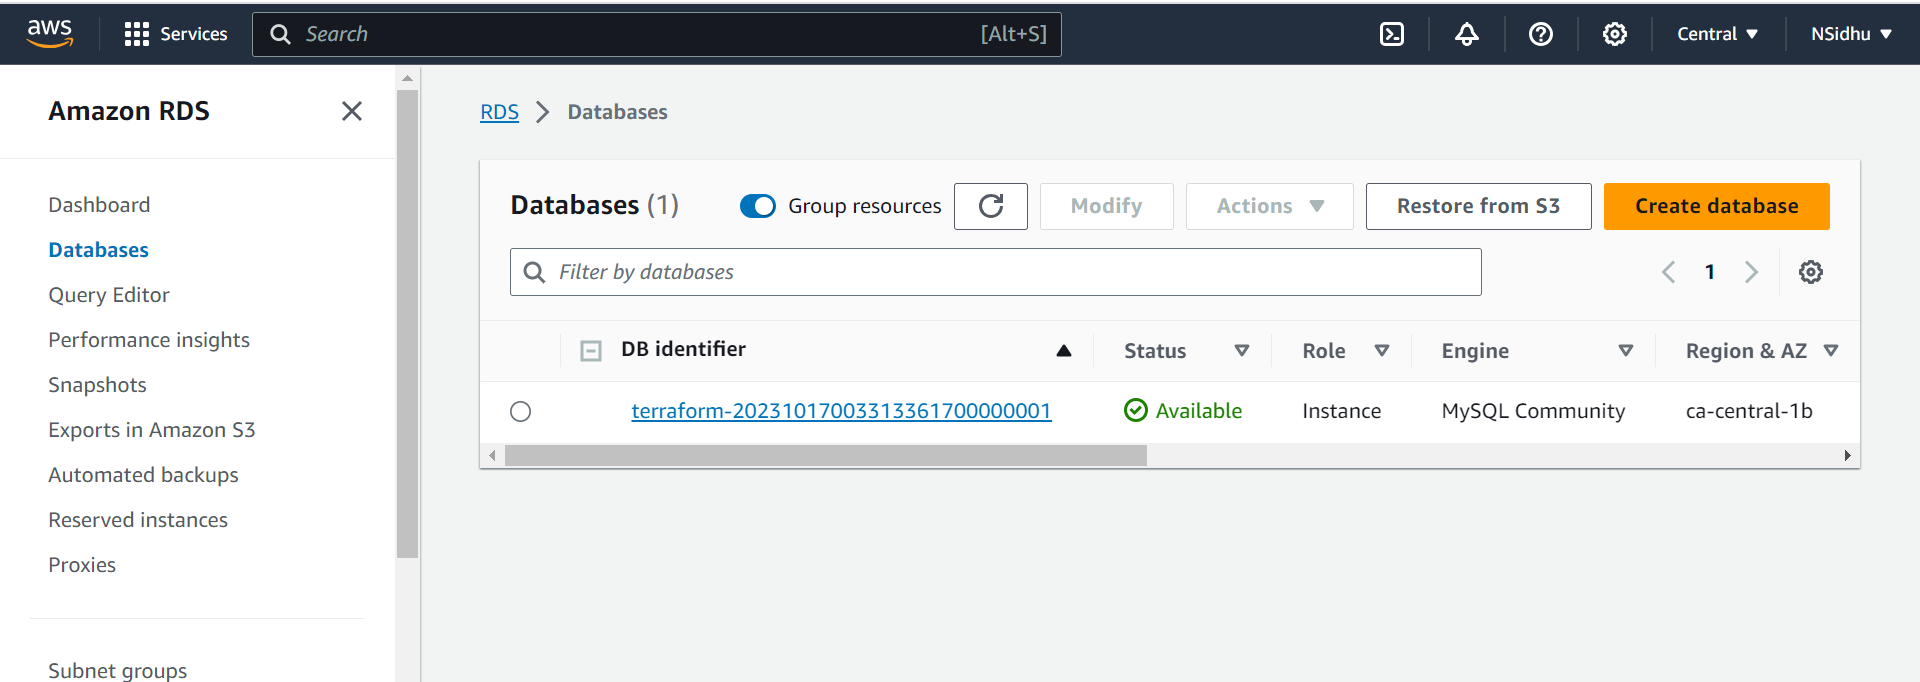 aws Services Search [Alt+S] Central NSidhu
Amazon RDS
Dashboard
Databases
Query Editor
Performance insights
Snapshots
Exports in Amazon S3
Automated backups
Reserved instances
Proxies
Subnet groups
RDS Databases
Databases (1) Group resources Modify Actions Restore from S3 Create database
Filter by databases 1
DB identifier Status Role Engine Region & AZ
terraform-20231017003313361700000001 Available Instance MySQL Community ca-central-1b